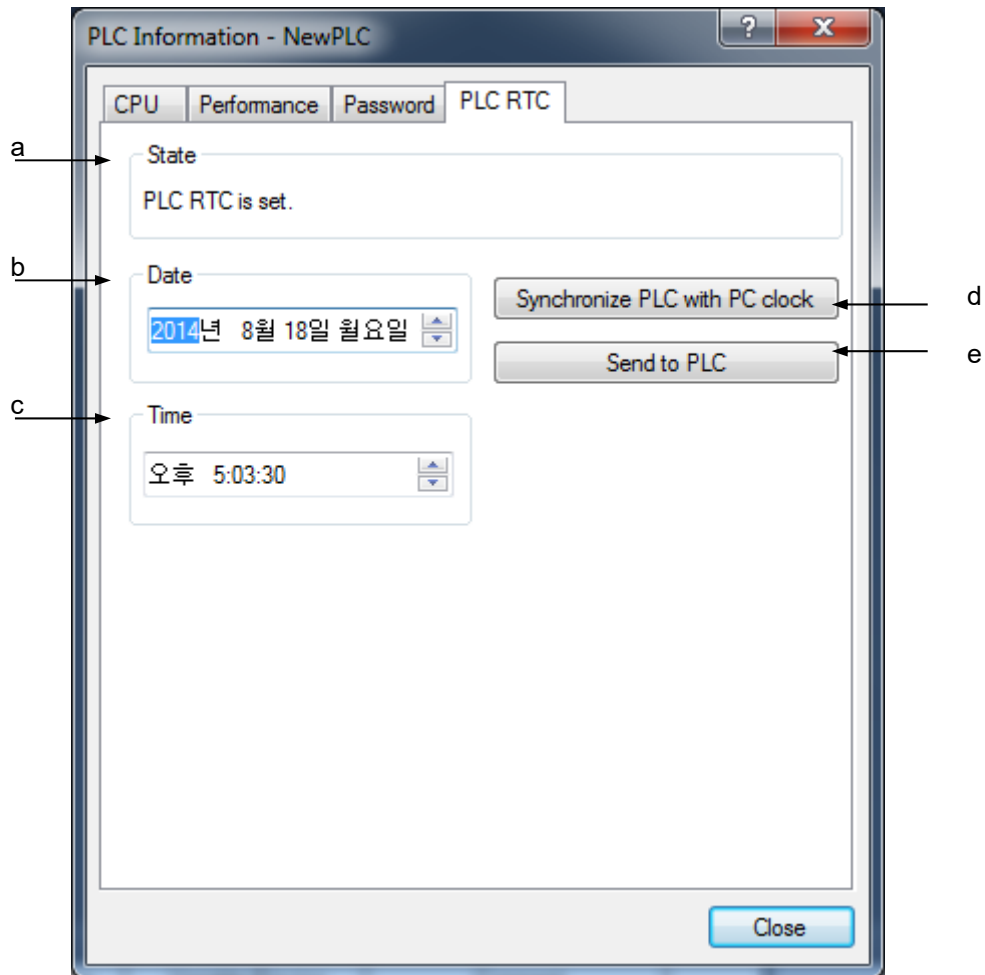 PLC Information - NewPLC
?
X
CPU
Performance
Password
PLC RTC
a
State
PLC RTC is set.
b
Date
2014년 8월 18일 월요일
Synchronize PLC with PC clock
d
Send to PLC
e
c
Time
오후 5:03:30
Close